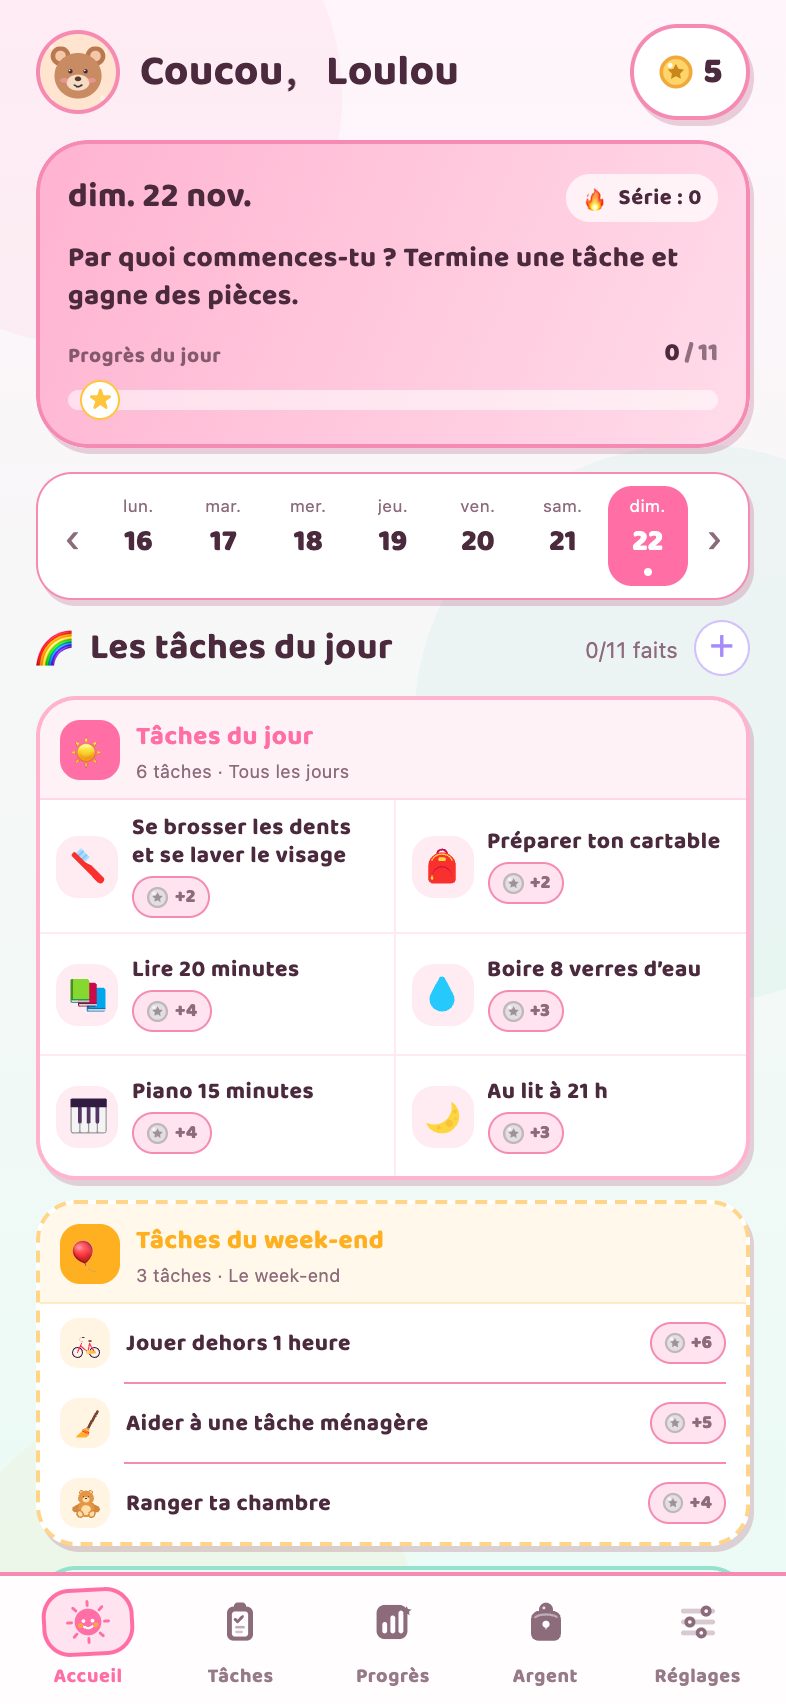 Coucou, Loulou
5
dim. 22 nov.
Série : 0
Par quoi commences-tu ? Termine une tâche et
gagne des pièces.
Progrès du jour
0 / 11
lun. mar. mer. jeu. ven. sam. dim.
‹ 16 17 18 19 20 21 22 ›
Les tâches du jour
0/11 faits
+
Tâches du jour
6 tâches · Tous les jours
Se brosser les dents
et se laver le visage
+2
Préparer ton cartable
+2
Lire 20 minutes
+4
Boire 8 verres d’eau
+3
Piano 15 minutes
+4
Au lit à 21 h
+3
Tâches du week-end
3 tâches · Le week-end
Jouer dehors 1 heure
+6
Aider à une tâche ménagère
+5
Ranger ta chambre
+4
Accueil
Tâches
Progrès
Argent
Réglages